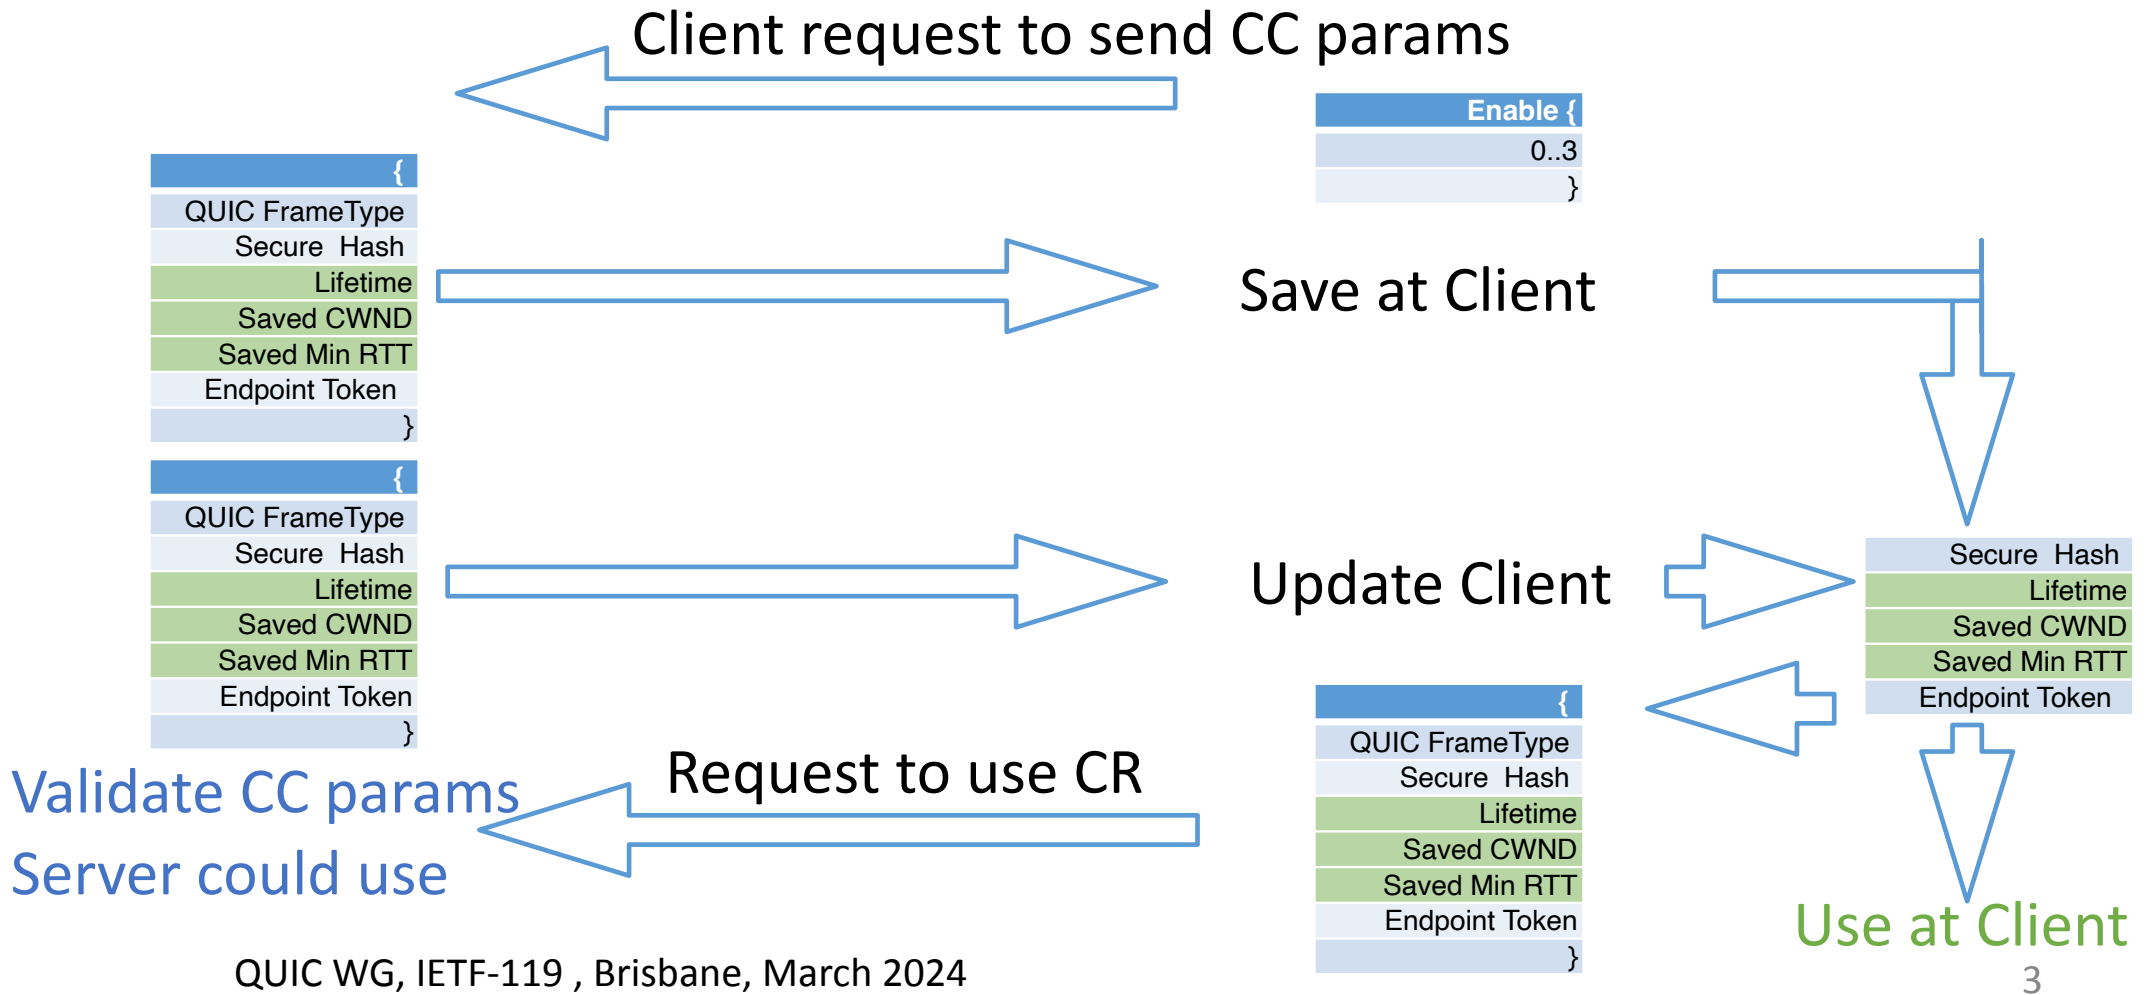 Client request to send CC params
Enable {
0..3
}
{
QUIC FrameType
Secure Hash
Lifetime
Saved CWND
Saved Min RTT
Endpoint Token
}
Save at Client
{
QUIC FrameType
Secure Hash
Lifetime
Saved CWND
Saved Min RTT
Endpoint Token
}
Update Client
Secure Hash
Lifetime
Saved CWND
Saved Min RTT
Endpoint Token
{
QUIC FrameType
Secure Hash
Lifetime
Saved CWND
Saved Min RTT
Endpoint Token
}
Request to use CR
Validate CC params
Server could use
Use at Client
QUIC WG, IETF-119 , Brisbane, March 2024
3